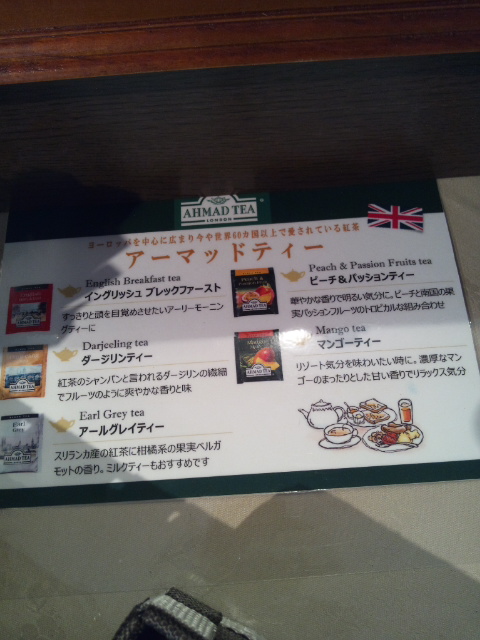 AHMAD TEA
LONDON
ヨーロッパを中心に広まり今や世界60カ国以上で愛されている紅茶
アーマッドティー
English Breakfast tea
イングリッシュ ブレックファースト
すっきりと頭を目覚めさせたいアーリーモーニ
ングティーに
Darjeeling tea
ダージリンティー
紅茶のシャンパンと言われるダージリンの繊細
でフルーツのように爽やかな香りと味
Earl Grey tea
アールグレイティー
スリランカ産の紅茶に柑橘系の果実ベルガ
モットの香り。ミルクティーもおすすめです
Peach & Passion Fruits tea
ピーチ&パッションティー
華やかな香りで明るい気分に。ピーチと南国の果
実パッションフルーツのトロピカルな組み合わせ
Mango tea
マンゴーティー
リゾート気分を味わいたい時に。濃厚なマン
ゴーのまったりとした甘い香りでリラックス気分